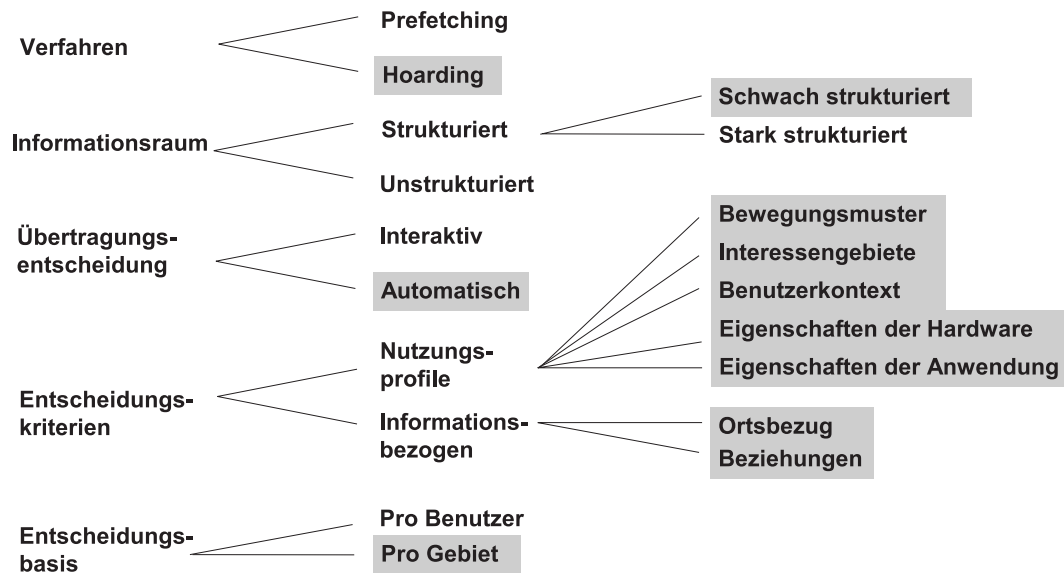 Verfahren
Prefetching
Hoarding
Informationsraum
Strukturiert
Schwach strukturiert
Stark strukturiert
Unstrukturiert
Übertragungs-
entscheidung
Interaktiv
Automatisch
Entscheidungs-
kriterien
Nutzungs-
profile
Bewegungsmuster
Interessengebiete
Benutzerkontext
Eigenschaften der Hardware
Eigenschaften der Anwendung
Informations-
bezogen
Ortsbezug
Beziehungen
Entscheidungs-
basis
Pro Benutzer
Pro Gebiet